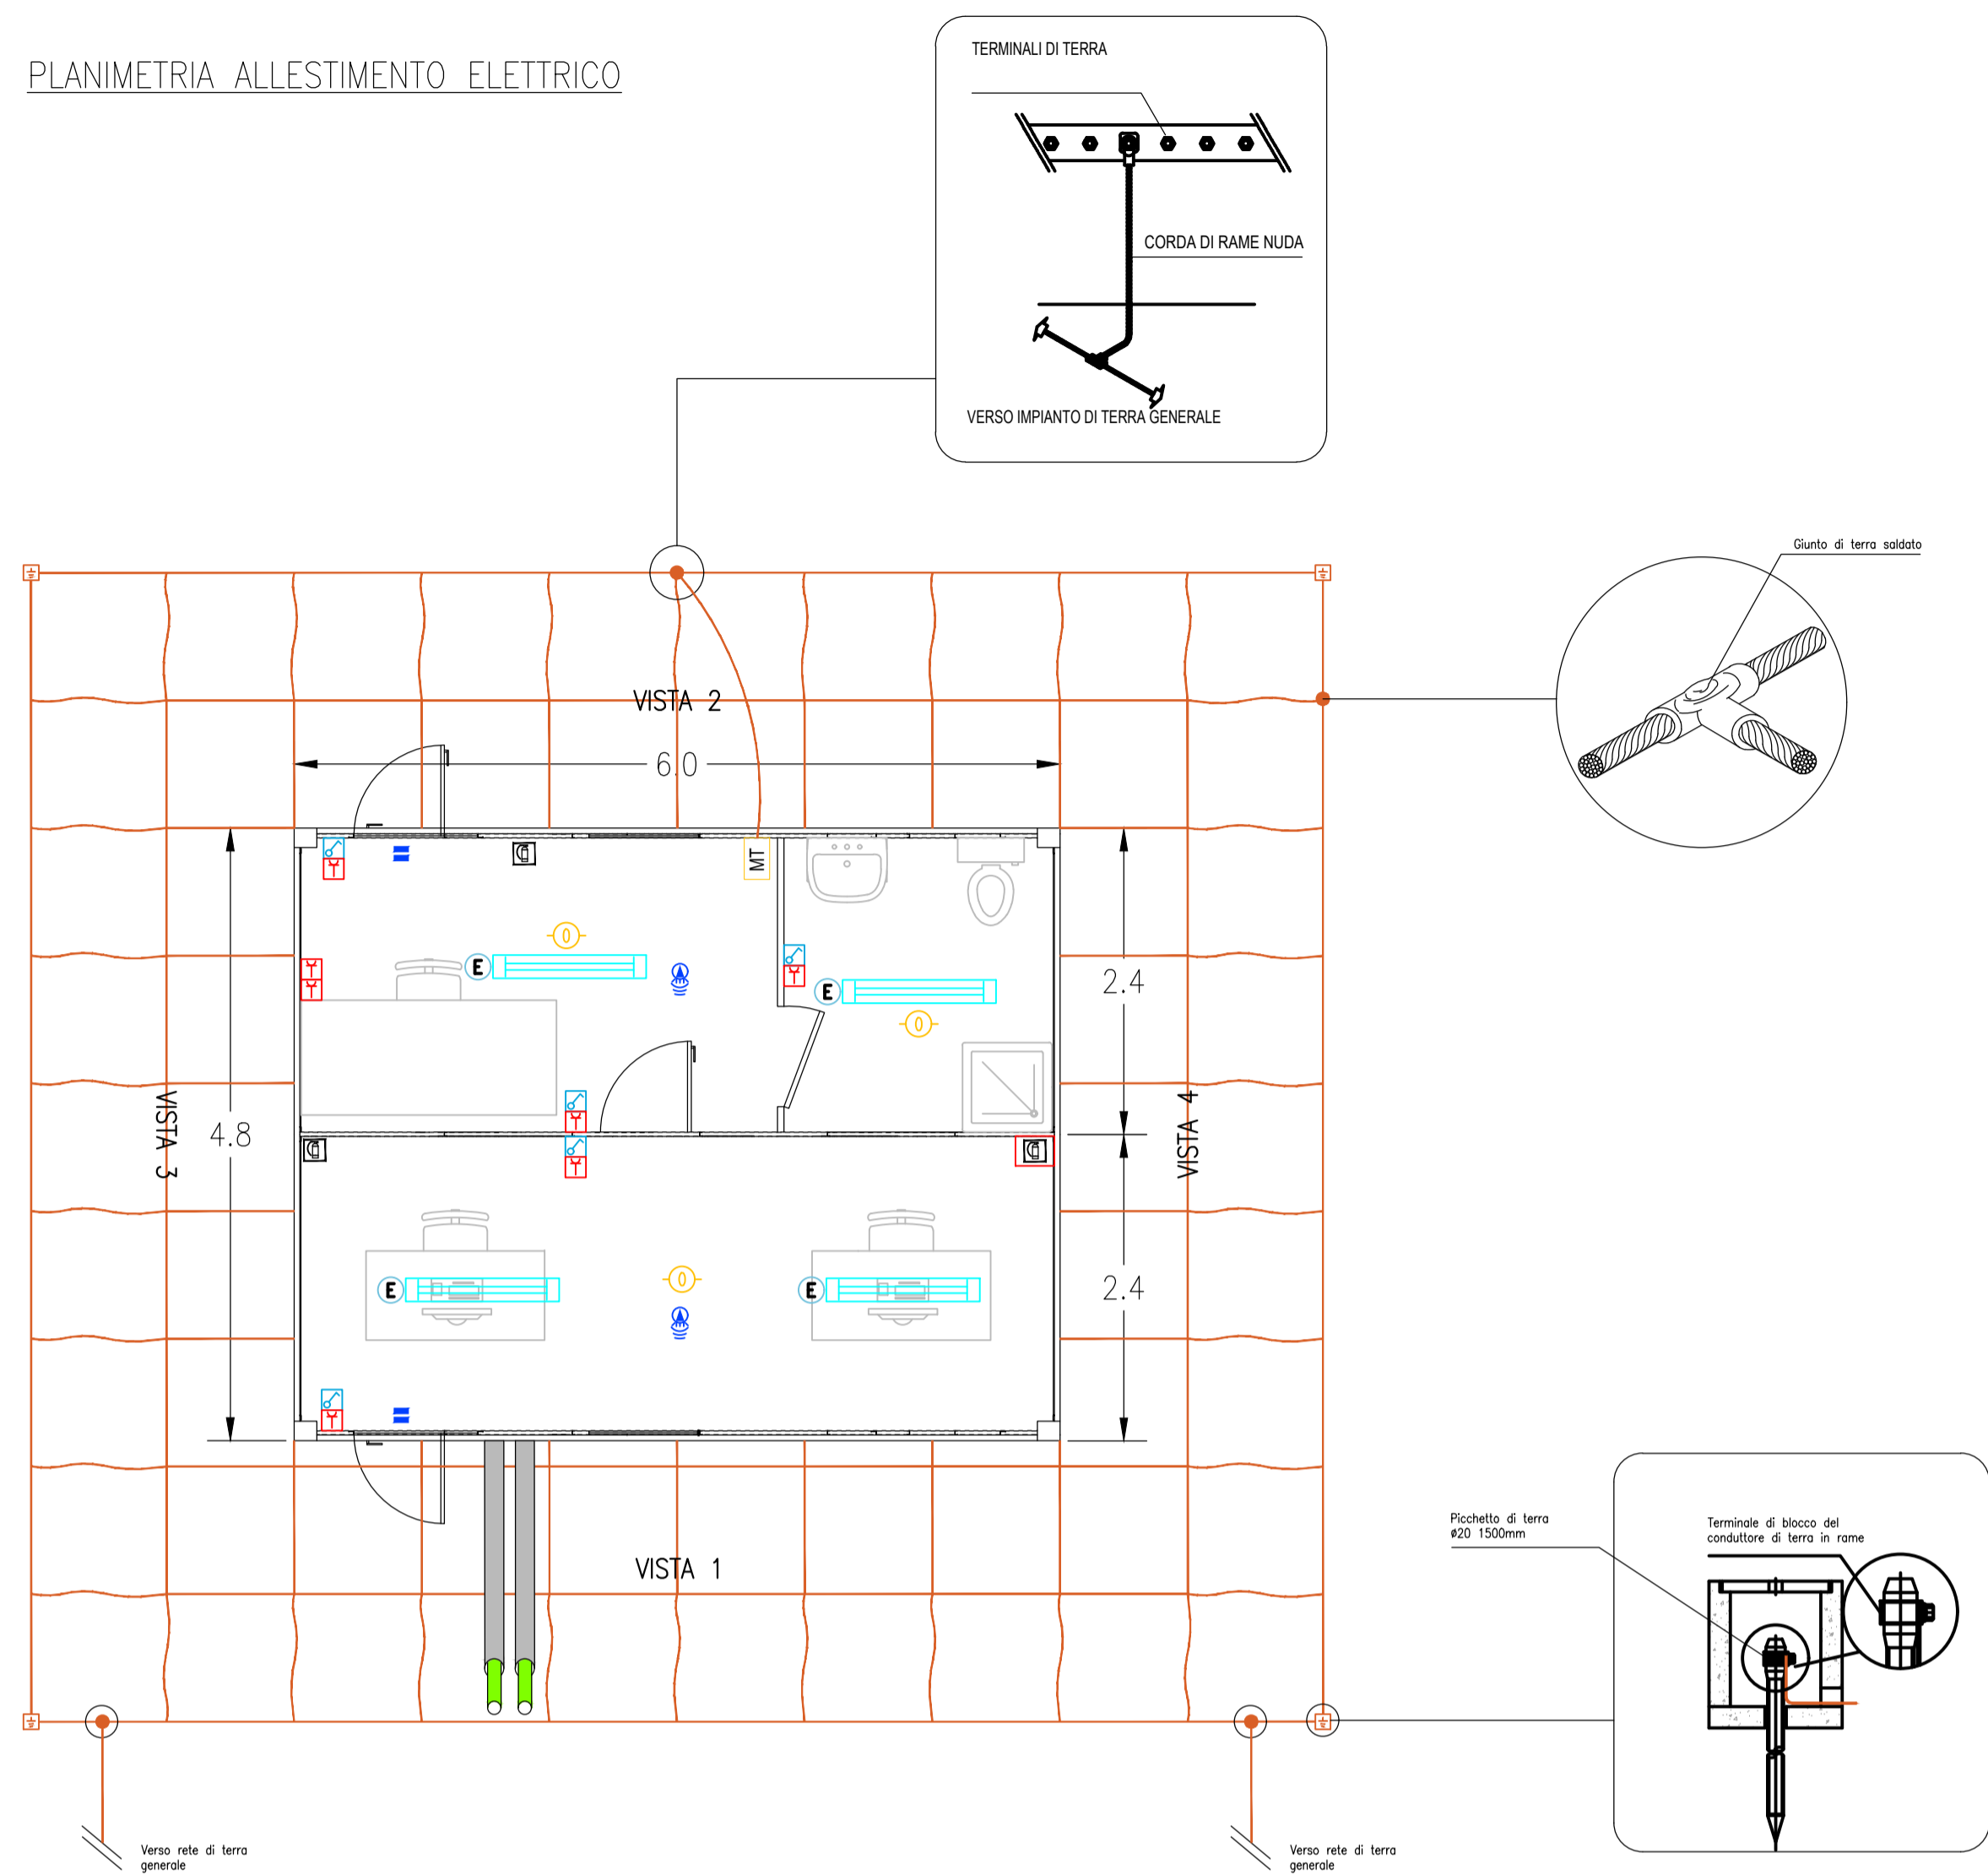 PLANIMETRIA ALLESTIMENTO ELETTRICO
TERMINALI DI TERRA
CORDA DI RAME NUDA
VERSO IMPIANTO DI TERRA GENERALE
Giunto di terra saldato
VISTA 2
6.0
MT
O
E
E
O
2.4
VISTA 3
4.8
VISTA 4
O
E
E
2.4
VISTA 1
Picchetto di terra
ø20 1500mm
Terminale di blocco del
conduttore di terra in rame
Verso rete di terra
generale
Verso rete di terra
generale